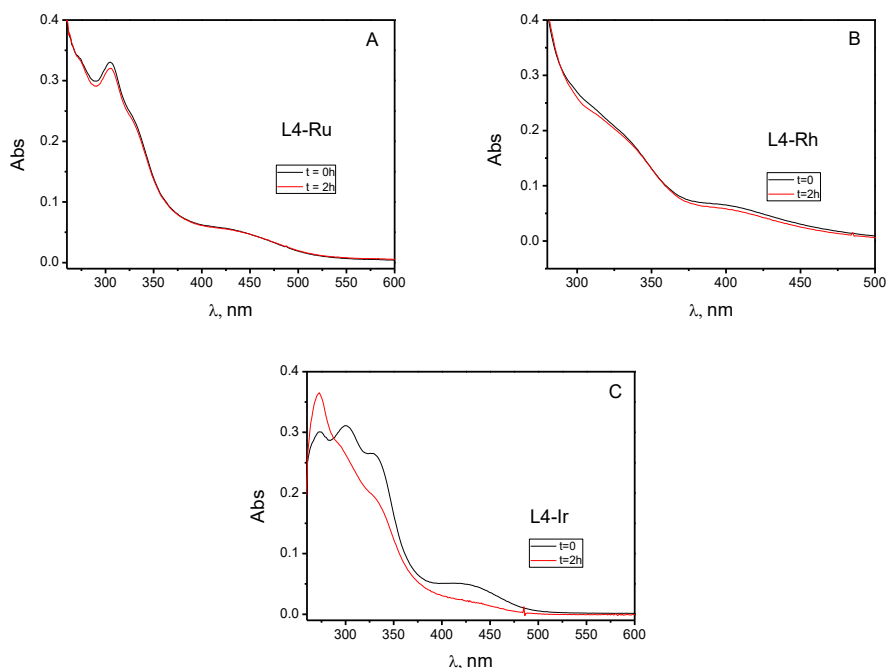 A
0.4
0.3
0.2
0.1
0.0
Abs
L4-Ru
t = 0h
t = 2h
300 350 400 450 500 550 600
λ, nm
B
0.4
0.3
0.2
0.1
0.0
Abs
L4-Rh
t=0
t=2h
300 350 400 450 500
λ, nm
C
0.4
0.3
0.2
0.1
0.0
Abs
L4-Ir
t=0
t=2h
300 350 400 450 500 550 600
λ, nm